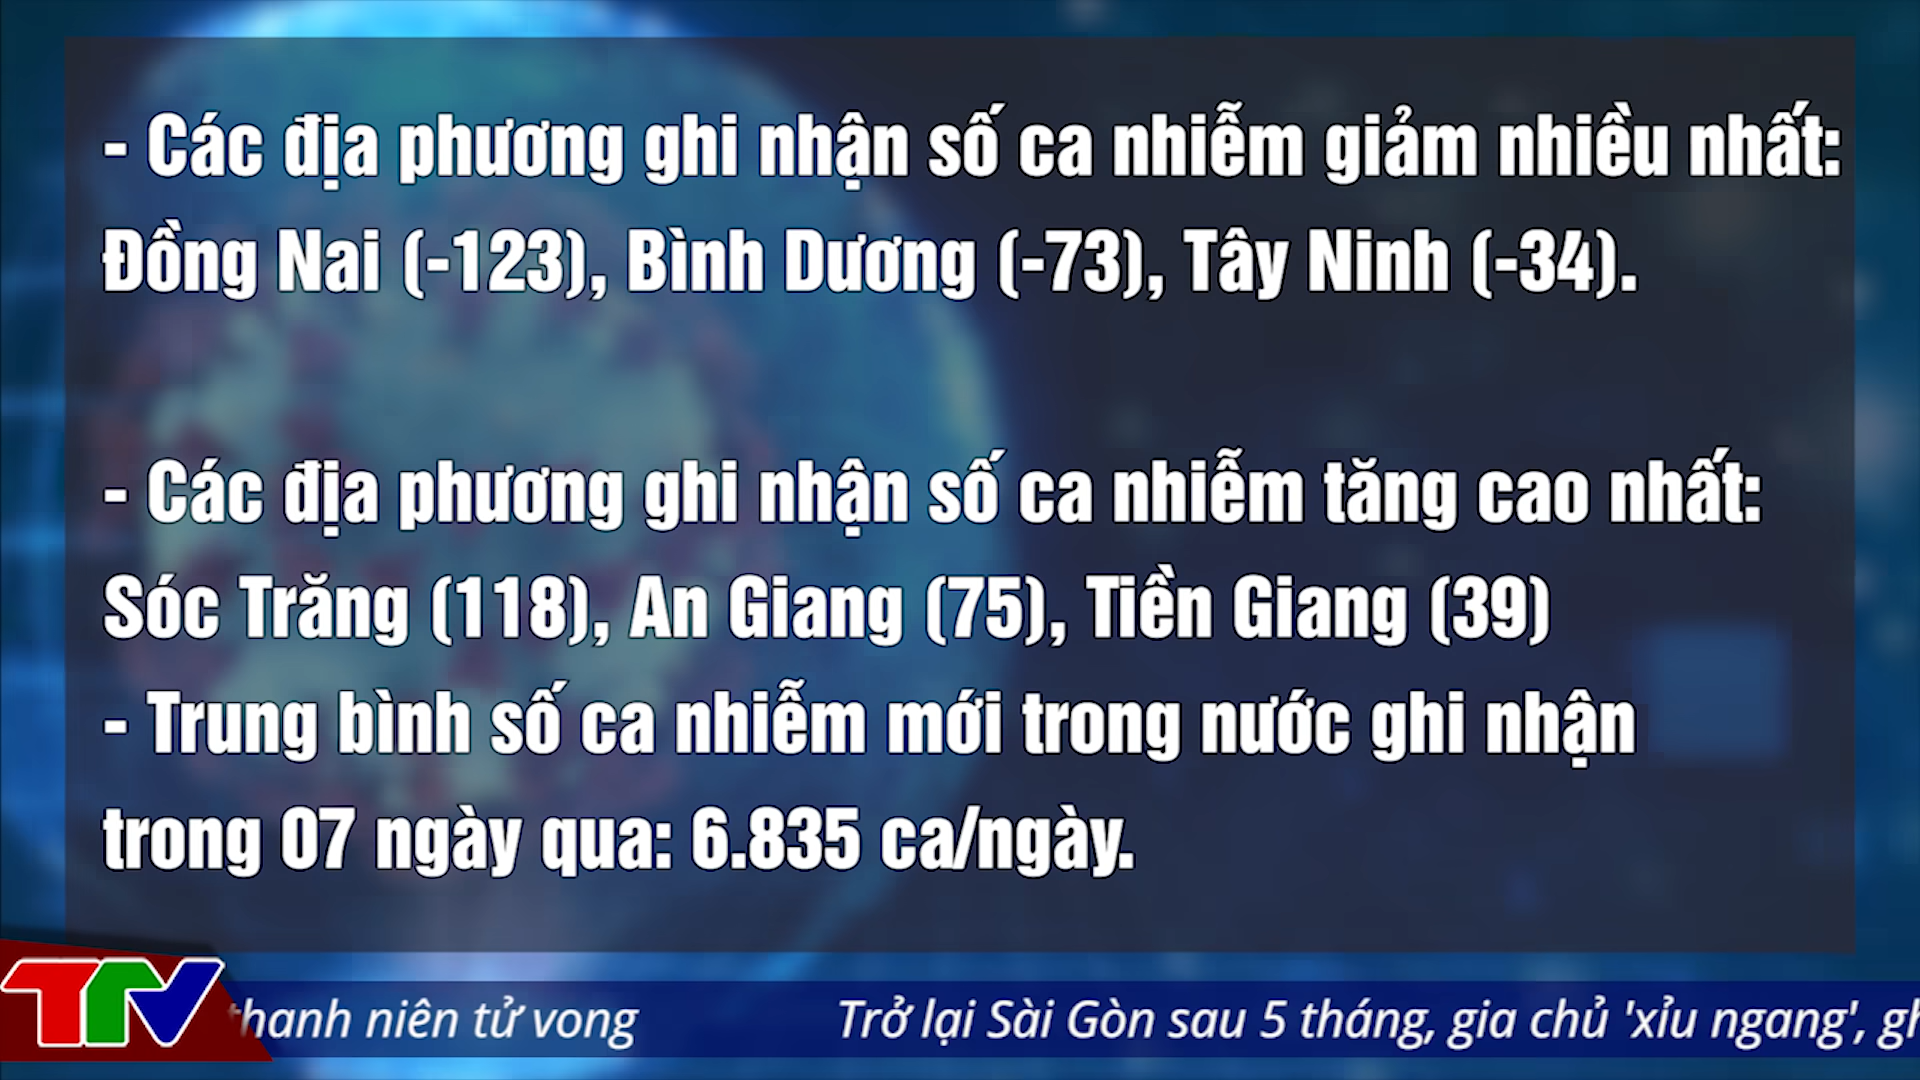 - Các địa phương ghi nhận số ca nhiễm giảm nhiều nhất:
Đồng Nai (-123), Bình Dương (-73), Tây Ninh (-34).
- Các địa phương ghi nhận số ca nhiễm tăng cao nhất:
Sóc Trăng (118), An Giang (75), Tiền Giang (39)
- Trung bình số ca nhiễm mới trong nước ghi nhận
trong 07 ngày qua: 6.835 ca/ngày.
TTV thanh niên tử vong Trở lại Sài Gòn sau 5 tháng, gia chủ 'xỉu ngang', gh